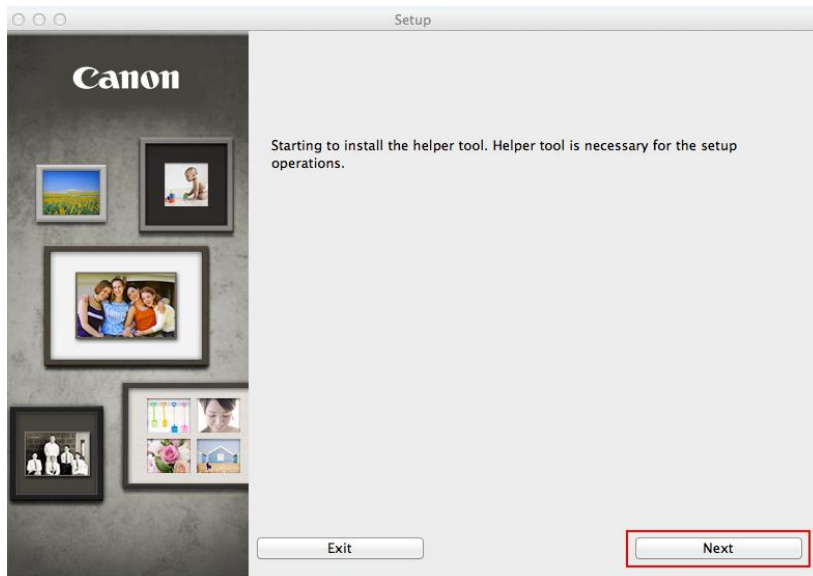 Setup
Canon
Starting to install the helper tool. Helper tool is necessary for the setup
operations.
Exit
Next